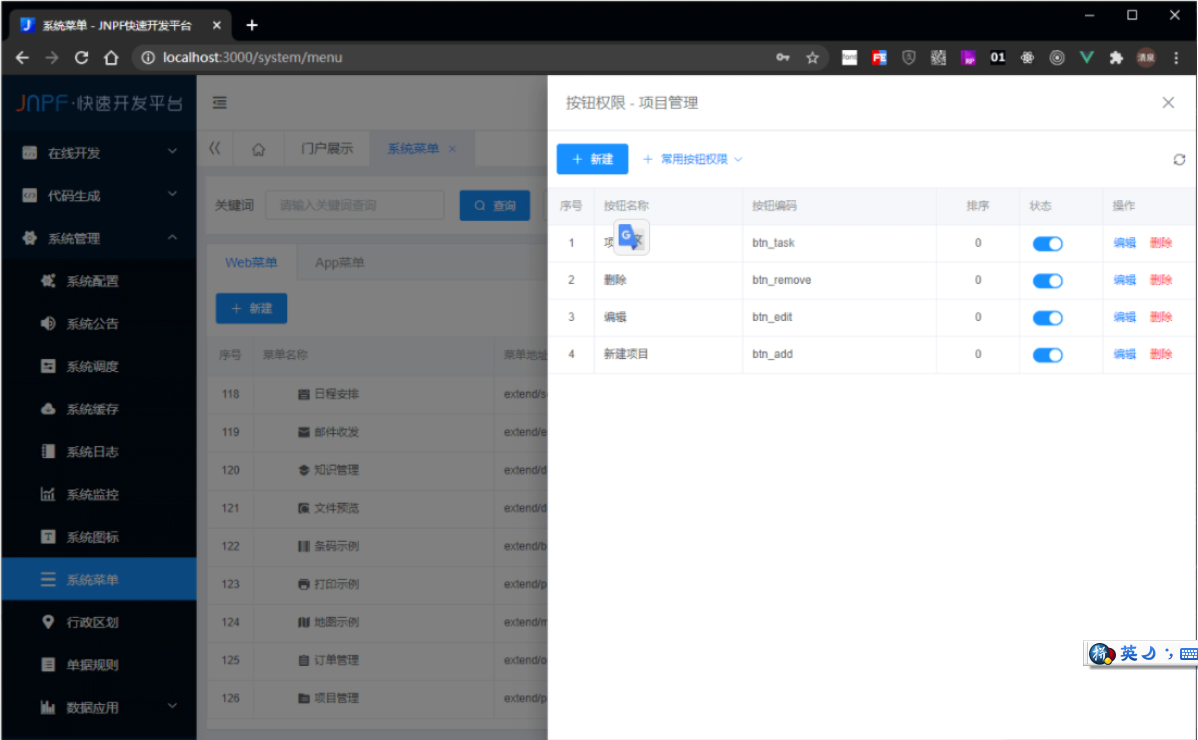 系统菜单 - JNPF快速开发平台
localhost:3000/system/menu
01
JNPF·快速开发平台
在线开发
代码生成
系统管理
系统配置
系统公告
系统调度
系统缓存
系统日志
系统监控
系统图标
系统菜单
行政区划
单据规则
数据应用
门户展示 系统菜单
关键词 请输入关键词查询 查询
Web菜单 App菜单
+ 新建
序号 菜单名称 菜单地址
118 日程安排 extend/s
119 邮件收发 extend/e
120 知识管理 extend/d
121 文件预览 extend/d
122 条码示例 extend/b
123 打印示例 extend/p
124 地图示例 extend/m
125 订单管理 extend/o
126 项目管理 extend/p
按钮权限 - 项目管理
+ 新建 + 常用按钮权限
序号 按钮名称 按钮编码 排序 状态 操作
1 项 btn_task 0 编辑 删除
2 删除 btn_remove 0 编辑 删除
3 编辑 btn_edit 0 编辑 删除
4 新建项目 btn_add 0 编辑 删除
英